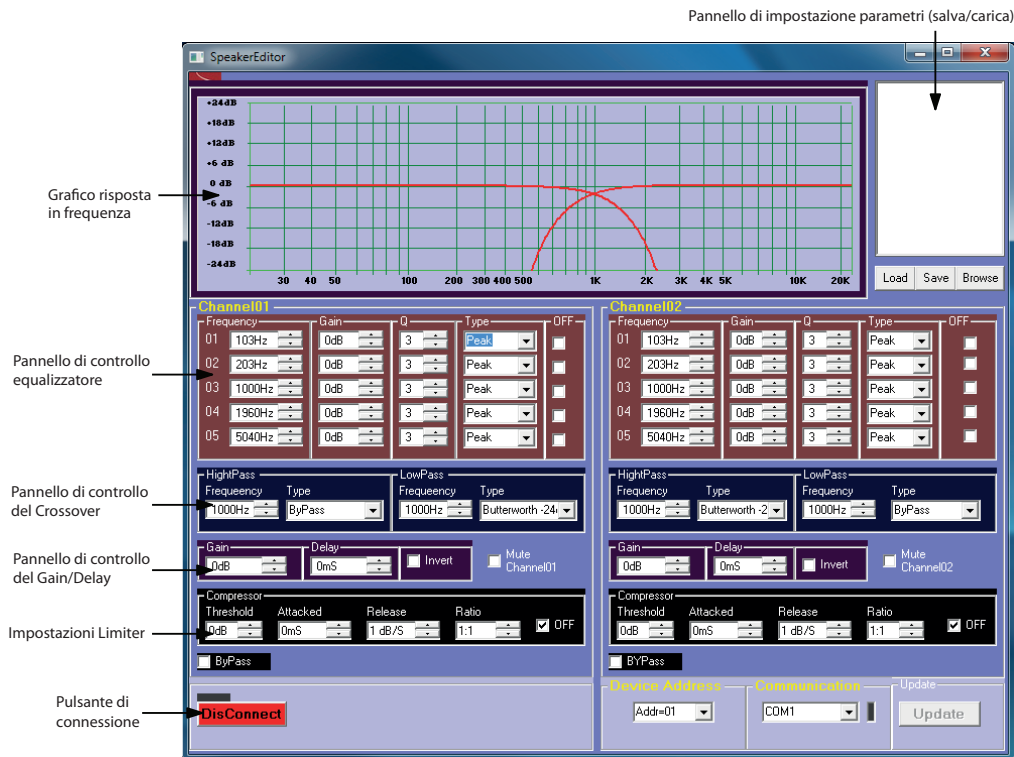 Pannello di impostazione parametri (salva/carica)
SpeakerEditor
+24dB
+18dB
+12dB
+6 dB
0 dB
-6 dB
-12dB
-18dB
-24dB
30 40 50 100 200 300 400 500 1K 2K 3K 4K 5K 10K 20K
Grafico risposta
in frequenza
Load Save Browse
Channel01
Frequency Gain Q Type OFF
01 103Hz 0dB 3 Peak
02 203Hz 0dB 3 Peak
03 1000Hz 0dB 3 Peak
04 1960Hz 0dB 3 Peak
05 5040Hz 0dB 3 Peak
Channel02
Frequency Gain Q Type OFF
01 103Hz 0dB 3 Peak
02 203Hz 0dB 3 Peak
03 1000Hz 0dB 3 Peak
04 1960Hz 0dB 3 Peak
05 5040Hz 0dB 3 Peak
Pannello di controllo
equalizzatore
HightPass LowPass
Frequeency Type Frequeency Type
1000Hz ByPass 1000Hz Butterworth -24
HightPass LowPass
Frequency Type Frequency Type
1000Hz Butterworth -2 1000Hz ByPass
Pannello di controllo
del Crossover
Gain Delay
0dB 0mS Invert Mute
Channel01
Gain Delay
0dB 0mS Invert Mute
Channel02
Pannello di controllo
del Gain/Delay
Compressor
Threshold Attacked Release Ratio
0dB 0mS 1 dB/S 1:1 OFF
Compressor
Threshold Attacked Release Ratio
0dB 0mS 1 dB/S 1:1 OFF
Impostazioni Limiter
ByPass
BYPass
Pulsante di
connessione
DisConnect
Device Address
Addr=01
Communication
COM1
Update
Update